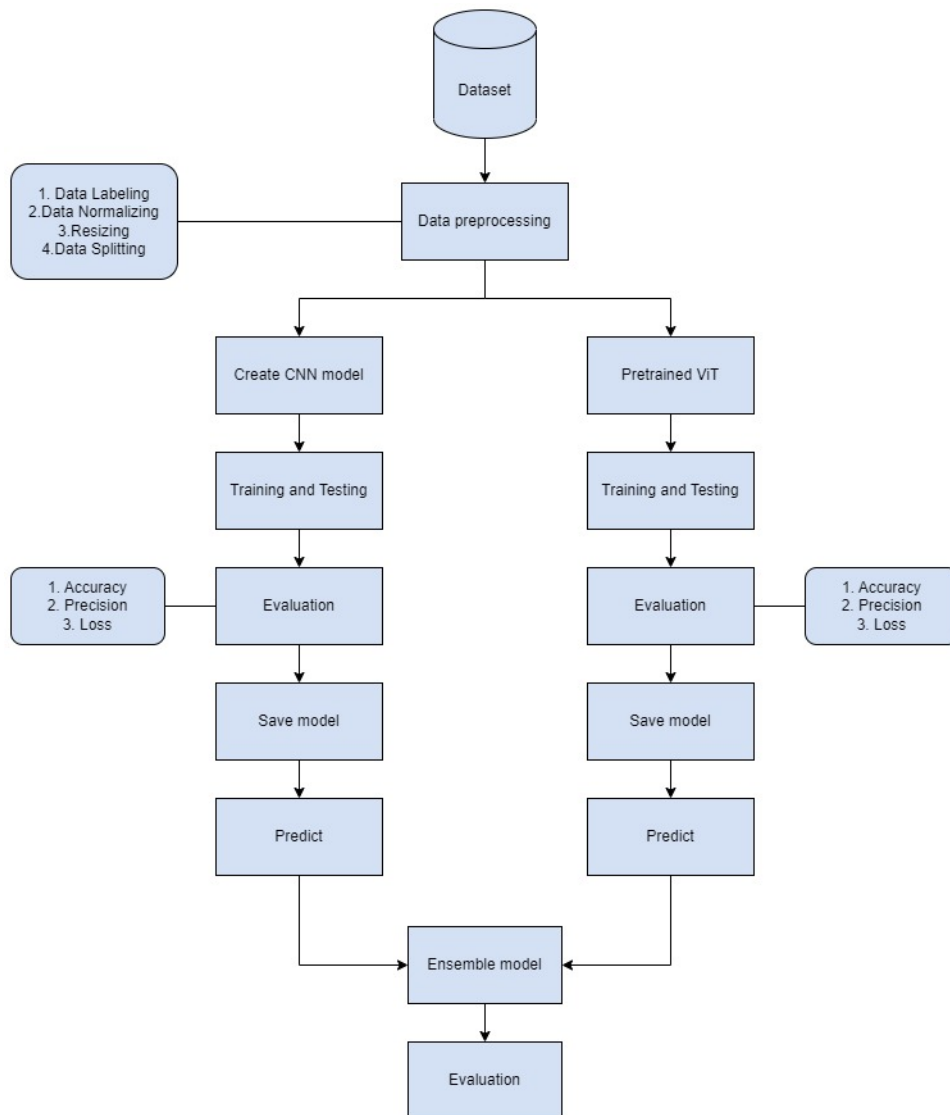 Dataset
Data preprocessing
1. Data Labeling
2.Data Normalizing
3.Resizing
4.Data Splitting
Create CNN model
Pretrained ViT
Training and Testing
Training and Testing
1. Accuracy
2. Precision
3. Loss
Evaluation
Evaluation
1. Accuracy
2. Precision
3. Loss
Save model
Save model
Predict
Predict
Ensemble model
Evaluation